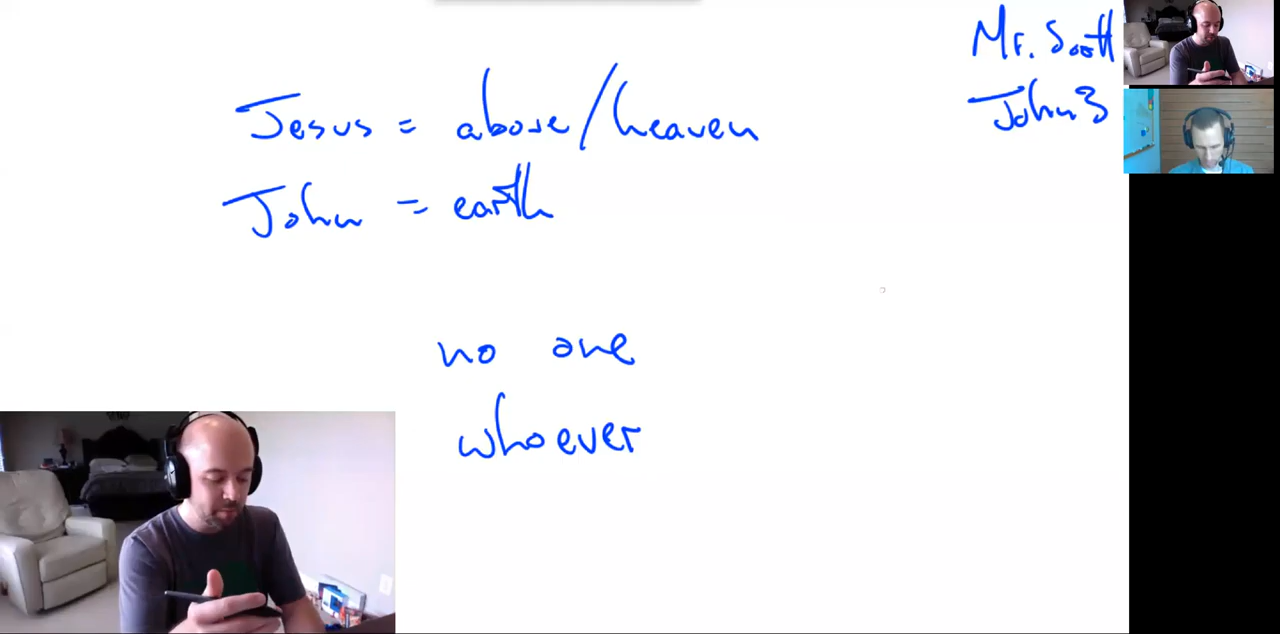 Mr. Scott
John 3
Jesus = above/heaven
John = earth
no one
whoever